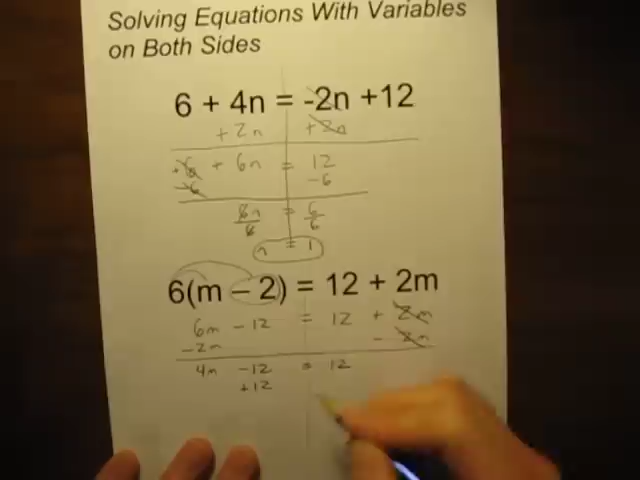 Solving Equations With Variables
on Both Sides
6 + 4n = -2n +12
+2n +2n
+6 + 6n = 12
-6 -6
6n = 6
6 6
n = 1
6(m – 2) = 12 + 2m
6m - 12 = 12 + 2m
-2m - 2m
4m -12 = 12
+12